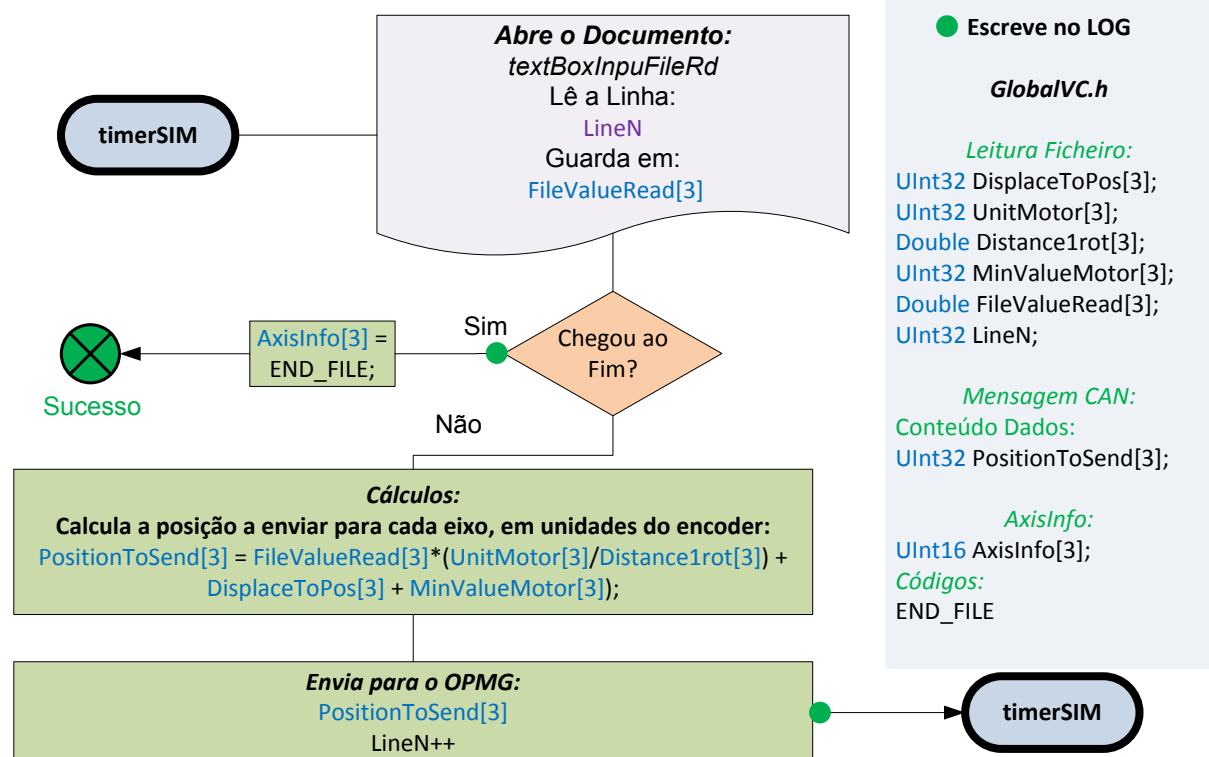 timerSIM
Abre o Documento:
textBoxInpuFileRd
Lê a Linha:
LineN
Guarda em:
FileValueRead[3]
Chegou ao
Fim?
Sim
AxisInfo[3] =
END_FILE;
Sucesso
Não
Cálculos:
Calcula a posição a enviar para cada eixo, em unidades do encoder:
PositionToSend[3] = FileValueRead[3]*(UnitMotor[3]/Distance1rot[3]) +
DisplaceToPos[3] + MinValueMotor[3]);
Envia para o OPMG:
PositionToSend[3]
LineN++
timerSIM
Escreve no LOG
GlobalVC.h
Leitura Ficheiro:
UInt32 DisplaceToPos[3];
UInt32 UnitMotor[3];
Double Distance1rot[3];
UInt32 MinValueMotor[3];
Double FileValueRead[3];
UInt32 LineN;
Mensagem CAN:
Conteúdo Dados:
UInt32 PositionToSend[3];
AxisInfo:
UInt16 AxisInfo[3];
Códigos:
END_FILE